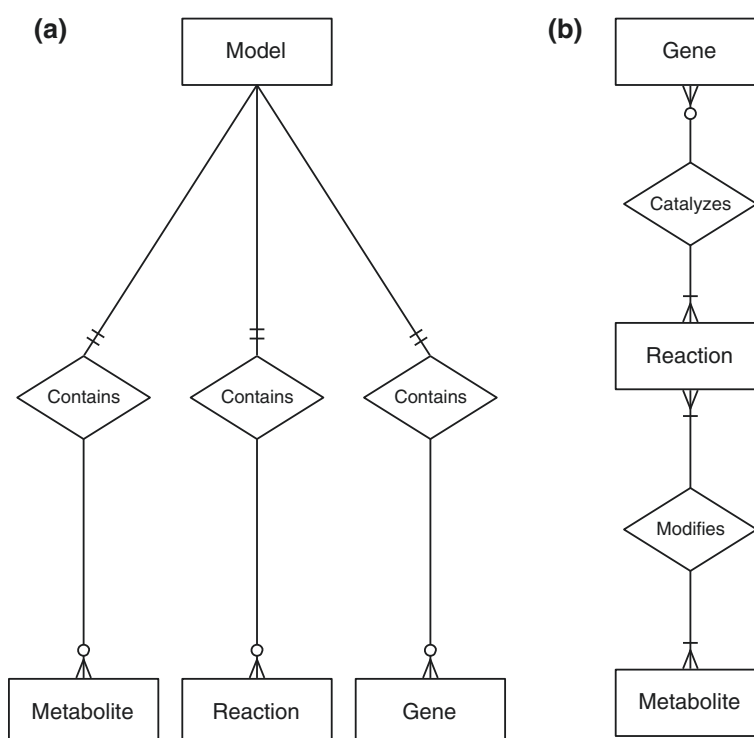 (a)
Model
Contains
Contains
Contains
Metabolite
Reaction
Gene
(b)
Gene
Catalyzes
Reaction
Modifies
Metabolite